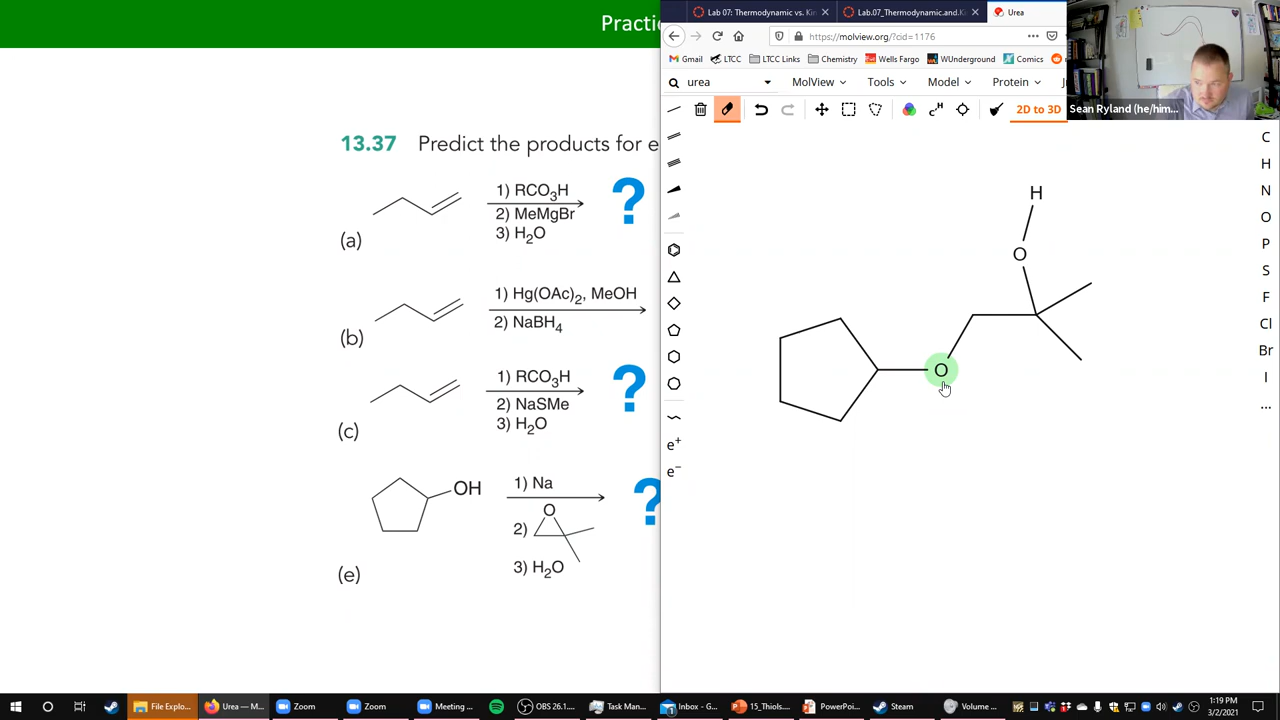 Practic
Lab 07: Thermodynamic vs. Kin
Lab.07_Thermodynamic.and.Ki
Urea
https://molview.org/?cid=1176
Gmail
LTCC
LTCC Links
Chemistry
Wells Fargo
WUnderground
Comics
urea
MolView
Tools
Model
Protein
2D to 3D
Sean Ryland (he/him...
13.37 Predict the products for e
1) RCO3H
2) MeMgBr
3) H2O
?
(a)
1) Hg(OAc)2, MeOH
2) NaBH4
(b)
1) RCO3H
2) NaSMe
3) H2O
?
(c)
OH
1) Na
O
2)
3) H2O
?
(e)
H
O
O
e+
e−
C
H
N
O
P
S
F
Cl
Br
I
...
File Explo...
Urea — M...
Zoom
Zoom
Meeting ...
OBS 26.1...
Task Man...
Inbox - G...
15_Thiols....
PowerPoi...
Steam
Volume ...
1:19 PM
3/2/2021